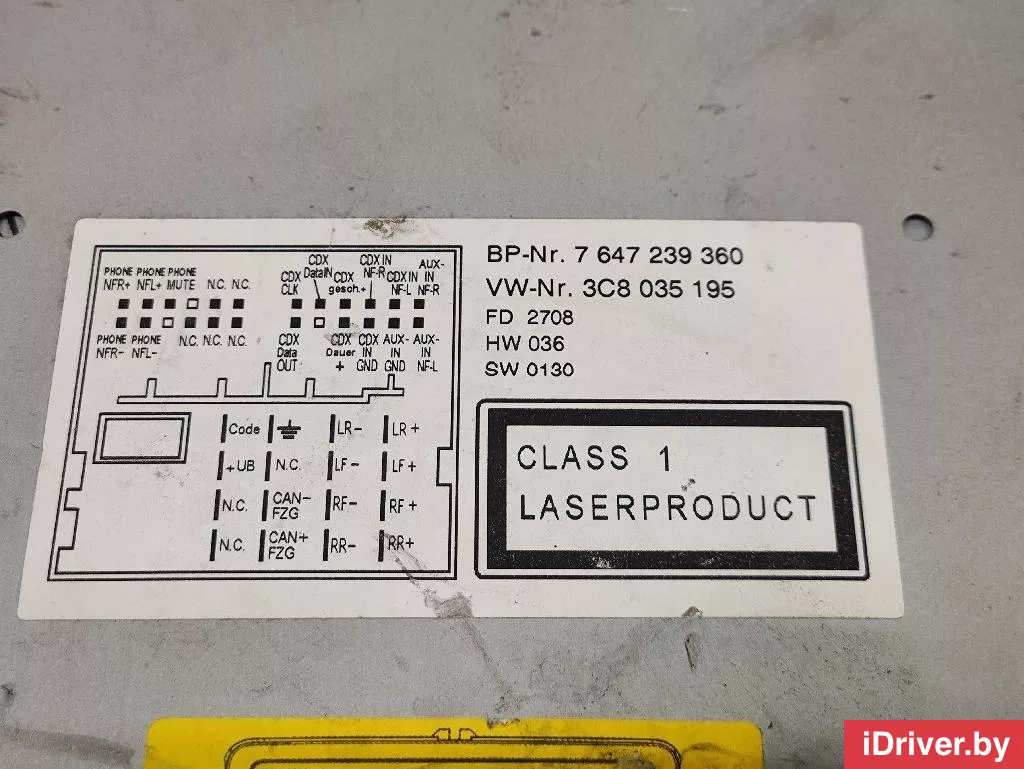 BP-Nr. 7 647 239 360
VW-Nr. 3C8 035 195
FD 2708
HW 036
SW 0130
CLASS 1
LASERPRODUCT
PHONE PHONE PHONE
NFR+ NFL+ MUTE N.C. N.C.
CDX CLK
CDX DataIN
CDX gesch.+
CDX IN NF-R
CDX IN NF-L
AUX-IN NF-R
PHONE PHONE
NFR- NFL- N.C. N.C. N.C.
CDX Data OUT
CDX Dauer +
CDX IN GND
AUX-IN GND
AUX-IN NF-L
Code LR- LR+
+UB N.C. LF- LF+
N.C. CAN-FZG RF- RF+
N.C. CAN+FZG RR- RR+
iDriver.by